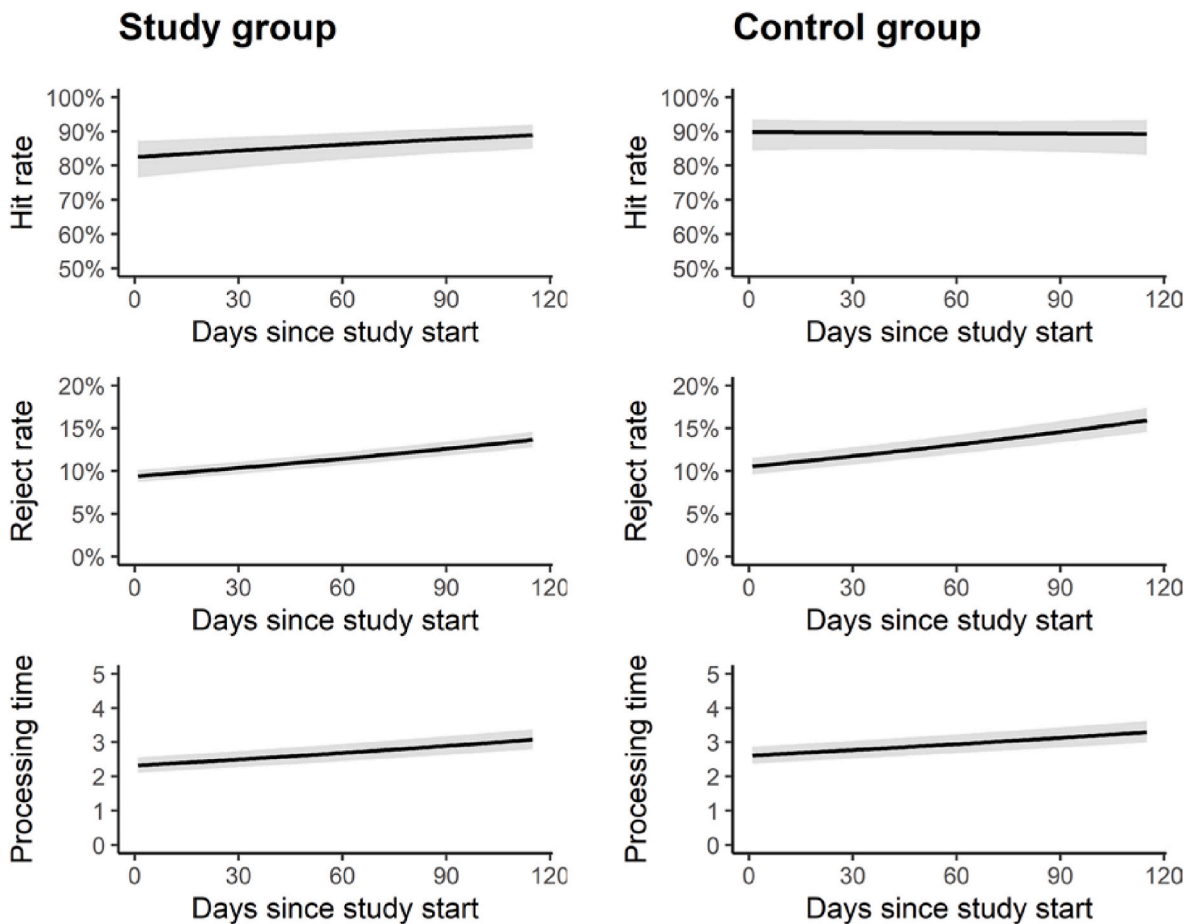 Study group
Control group
Hit rate
100%
90%
80%
70%
60%
50%
0 30 60 90 120
Days since study start
Hit rate
100%
90%
80%
70%
60%
50%
0 30 60 90 120
Days since study start
Reject rate
20%
15%
10%
5%
0%
0 30 60 90 120
Days since study start
Reject rate
20%
15%
10%
5%
0%
0 30 60 90 120
Days since study start
Processing time
5
4
3
2
1
0
0 30 60 90 120
Days since study start
Processing time
5
4
3
2
1
0
0 30 60 90 120
Days since study start